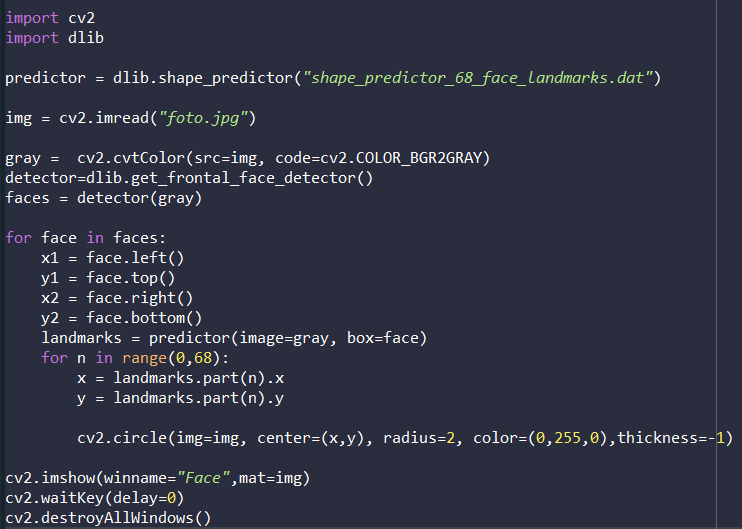 import cv2
import dlib

predictor = dlib.shape_predictor("shape_predictor_68_face_landmarks.dat")

img = cv2.imread("foto.jpg")

gray =  cv2.cvtColor(src=img, code=cv2.COLOR_BGR2GRAY)
detector=dlib.get_frontal_face_detector()
faces = detector(gray)

for face in faces:
    x1 = face.left()
    y1 = face.top()
    x2 = face.right()
    y2 = face.bottom()
    landmarks = predictor(image=gray, box=face)
    for n in range(0,68):
        x = landmarks.part(n).x
        y = landmarks.part(n).y

        cv2.circle(img=img, center=(x,y), radius=2, color=(0,255,0),thickness=-1)

cv2.imshow(winname="Face",mat=img)
cv2.waitKey(delay=0)
cv2.destroyAllWindows()